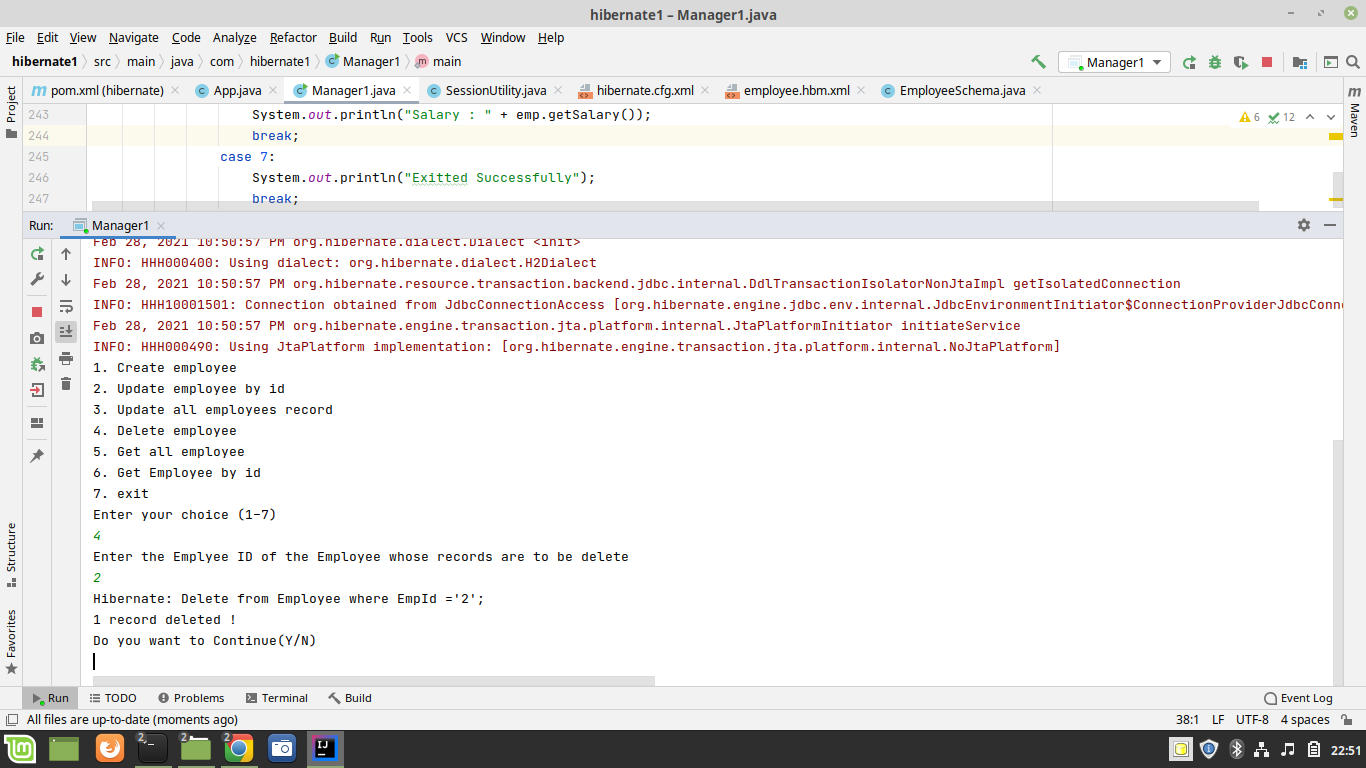 hibernate1 – Manager1.java
File Edit View Navigate Code Analyze Refactor Build Run Tools VCS Window Help
hibernate1 src main java com hibernate1 Manager1 main
Manager1
Project
Structure
Favorites
pom.xml (hibernate) App.java Manager1.java SessionUtility.java hibernate.cfg.xml employee.hbm.xml EmployeeSchema.java
Maven
6 12
243 System.out.println("Salary : " + emp.getSalary());
244 break;
245 case 7:
246 System.out.println("Exitted Successfully");
247 break;
Run: Manager1
Feb 28, 2021 10:50:57 PM org.hibernate.dialect.Dialect <init>
INFO: HHH000400: Using dialect: org.hibernate.dialect.H2Dialect
Feb 28, 2021 10:50:57 PM org.hibernate.resource.transaction.backend.jdbc.internal.DdlTransactionIsolatorNonJtaImpl getIsolatedConnection
INFO: HHH10001501: Connection obtained from JdbcConnectionAccess [org.hibernate.engine.jdbc.env.internal.JdbcEnvironmentInitiator$ConnectionProviderJdbcConne
Feb 28, 2021 10:50:57 PM org.hibernate.engine.transaction.jta.platform.internal.JtaPlatformInitiator initiateService
INFO: HHH000490: Using JtaPlatform implementation: [org.hibernate.engine.transaction.jta.platform.internal.NoJtaPlatform]
1. Create employee
2. Update employee by id
3. Update all employees record
4. Delete employee
5. Get all employee
6. Get Employee by id
7. exit
Enter your choice (1-7)
4
Enter the Emplyee ID of the Employee whose records are to be delete
2
Hibernate: Delete from Employee where EmpId ='2';
1 record deleted !
Do you want to Continue(Y/N)
Run TODO Problems Terminal Build Event Log
All files are up-to-date (moments ago) 38:1 LF UTF-8 4 spaces
2 2 2 IJ 22:51